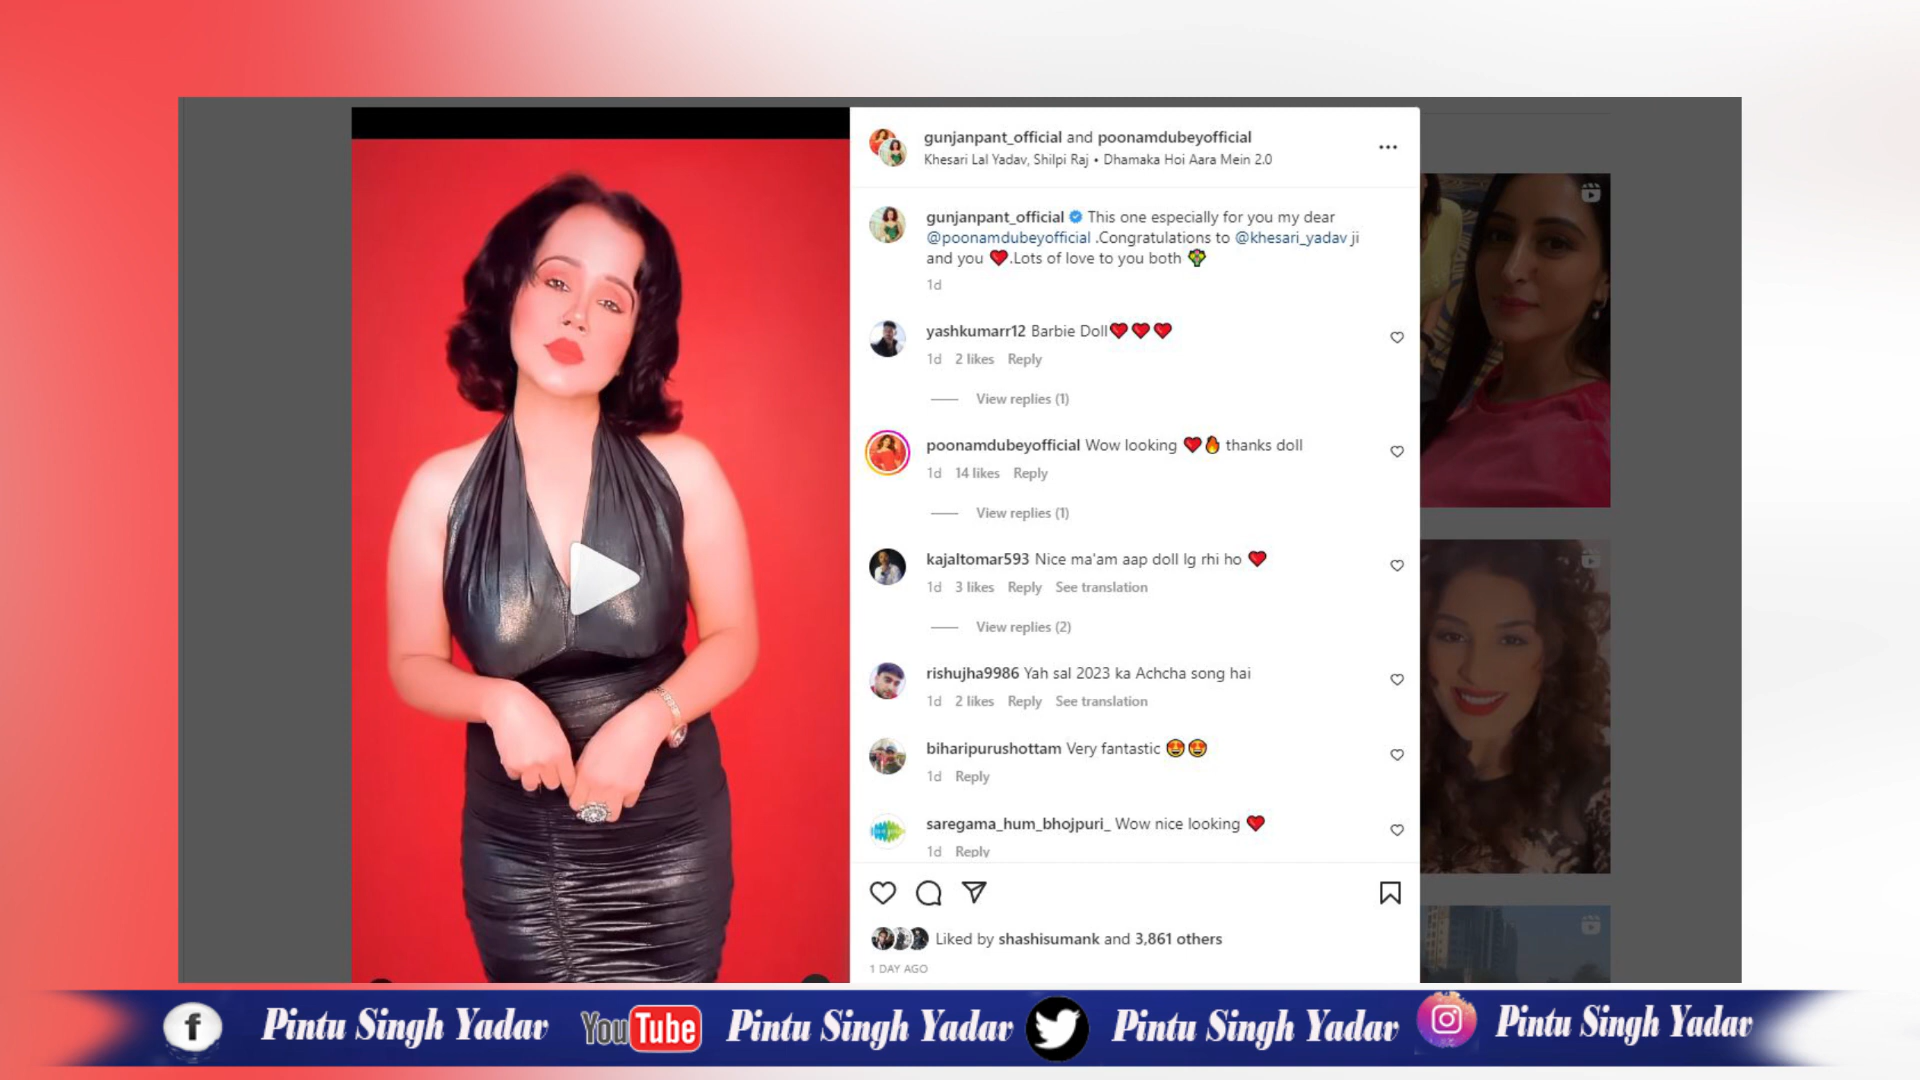 gunjanpant_official and poonamdubeyofficial
Khesari Lal Yadav, Shilpi Raj • Dhamaka Hoi Aara Mein 2.0
gunjanpant_official This one especially for you my dear
@poonamdubeyofficial .Congratulations to @khesari_yadav ji
and you ❤️.Lots of love to you both 💐
1d
yashkumarr12 Barbie Doll❤️❤️❤️
1d 2 likes Reply
View replies (1)
poonamdubeyofficial Wow looking ❤️🔥 thanks doll
1d 14 likes Reply
View replies (1)
kajaltomar593 Nice ma'am aap doll lg rhi ho ❤️
1d 3 likes Reply See translation
View replies (2)
rishujha9986 Yah sal 2023 ka Achcha song hai
1d 2 likes Reply See translation
biharipurushottam Very fantastic 😍😍
1d Reply
saregama_hum_bhojpuri_ Wow nice looking ❤️
1d Reply
Liked by shashisumank and 3,861 others
1 DAY AGO
f Pintu Singh Yadav YouTube Pintu Singh Yadav Pintu Singh Yadav Pintu Singh Yadav